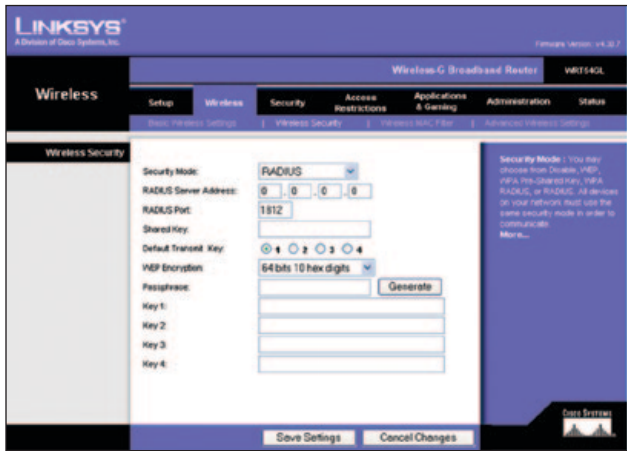 LINKSYS®
A Division of Cisco Systems, Inc.
Firmware Version: v4.30.7
Wireless-G Broadband Router WRT54GL
Wireless
Setup Wireless Security Access Restrictions Applications & Gaming Administration Status
Basic Wireless Settings | Wireless Security | Wireless MAC Filter | Advanced Wireless Settings
Wireless Security
Security Mode: RADIUS
RADIUS Server Address: 0 . 0 . 0 . 0
RADIUS Port: 1812
Shared Key:
Default Transmit Key: 1 2 3 4
WEP Encryption: 64 bits 10 hex digits
Passphrase: Generate
Key 1:
Key 2:
Key 3:
Key 4:
Security Mode : You may
choose from Disable, WEP,
WPA Pre-Shared Key, WPA
RADIUS, or RADIUS. All devices
on your network must use the
same security mode in order to
communicate.
More...
Save Settings Cancel Changes
CISCO SYSTEMS